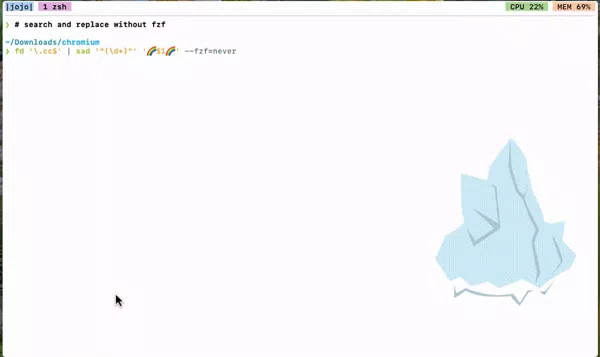 |jojo| 1 zsh CPU 22% MEM 69%
❯ # search and replace without fzf
~/Downloads/chromium
❯ fd '\.cc$' | sad '"(\d+)"' '🌈$1🌈' --fzf=never